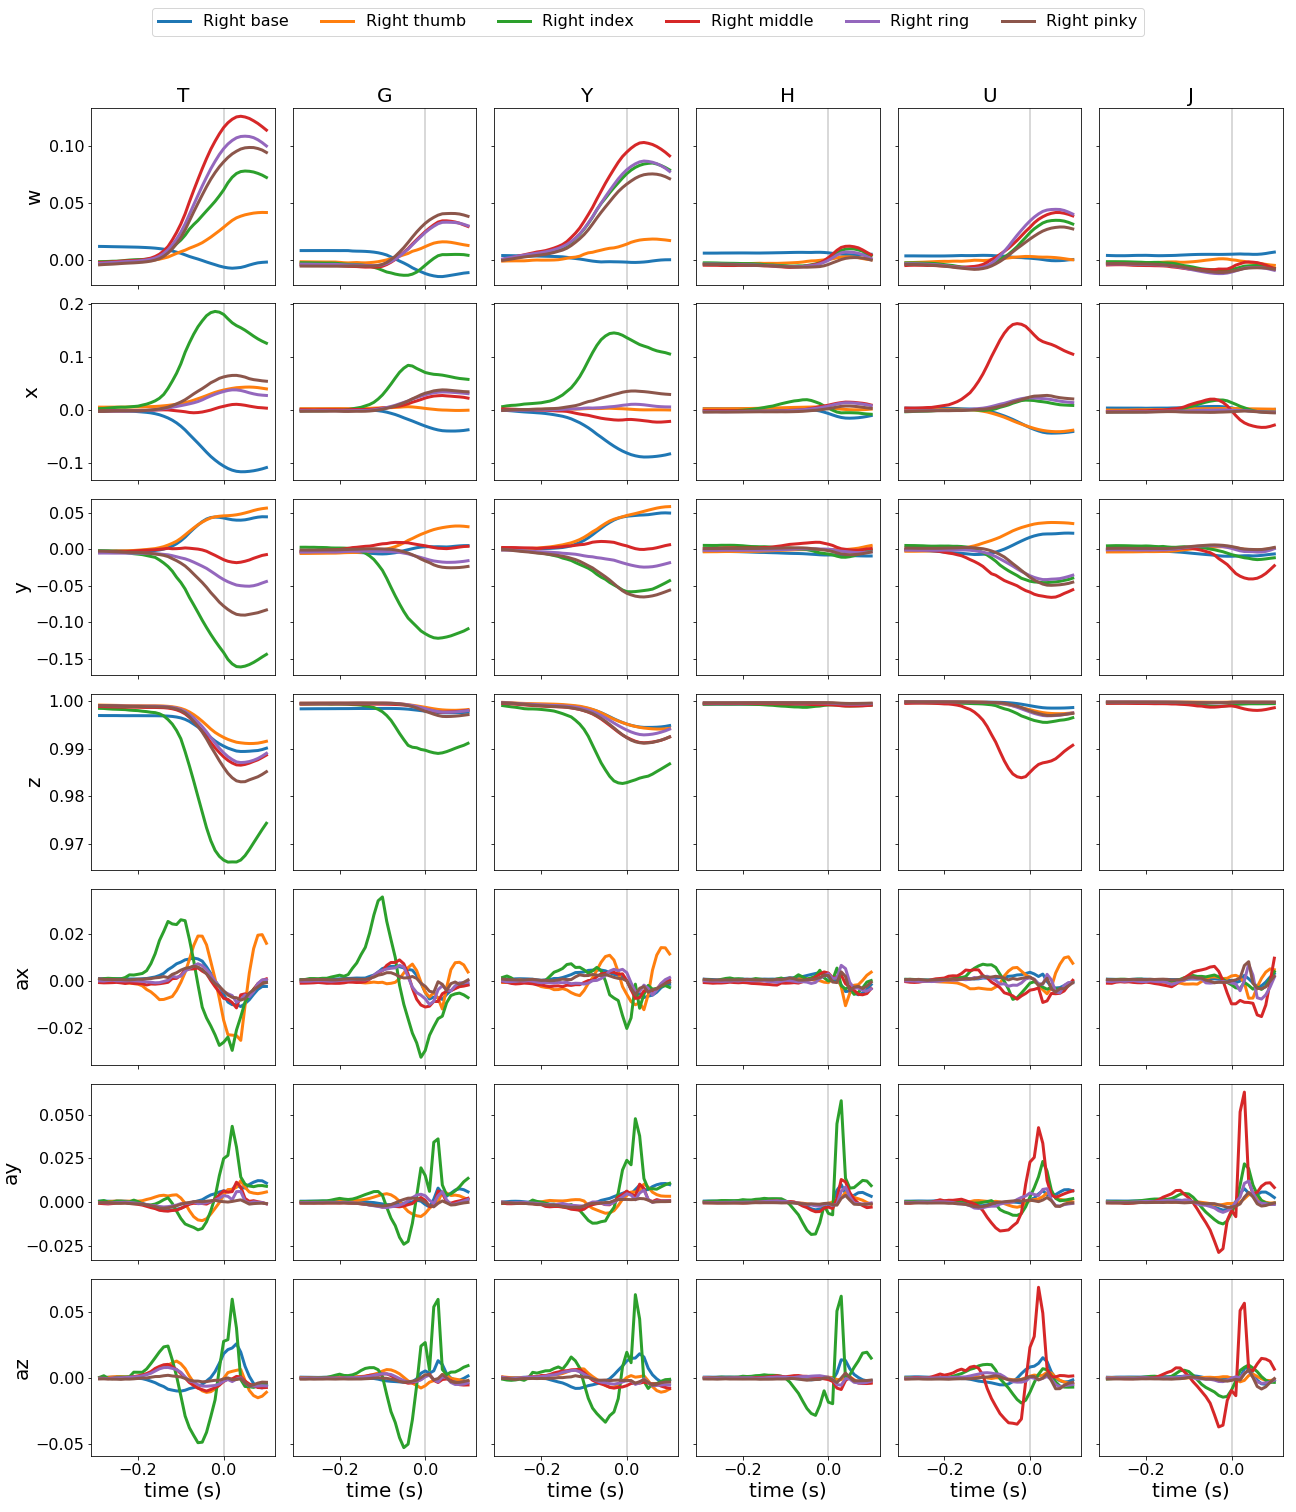 Right base Right thumb Right index Right middle Right ring Right pinky
T G Y H U J
w
0.10
0.05
0.00
x
0.2
0.1
0.0
−0.1
y
0.05
0.00
−0.05
−0.10
−0.15
z
1.00
0.99
0.98
0.97
ax
0.02
0.00
−0.02
ay
0.050
0.025
0.000
−0.025
az
0.05
0.00
−0.05
−0.2 0.0 −0.2 0.0 −0.2 0.0 −0.2 0.0 −0.2 0.0 −0.2 0.0
time (s) time (s) time (s) time (s) time (s) time (s)